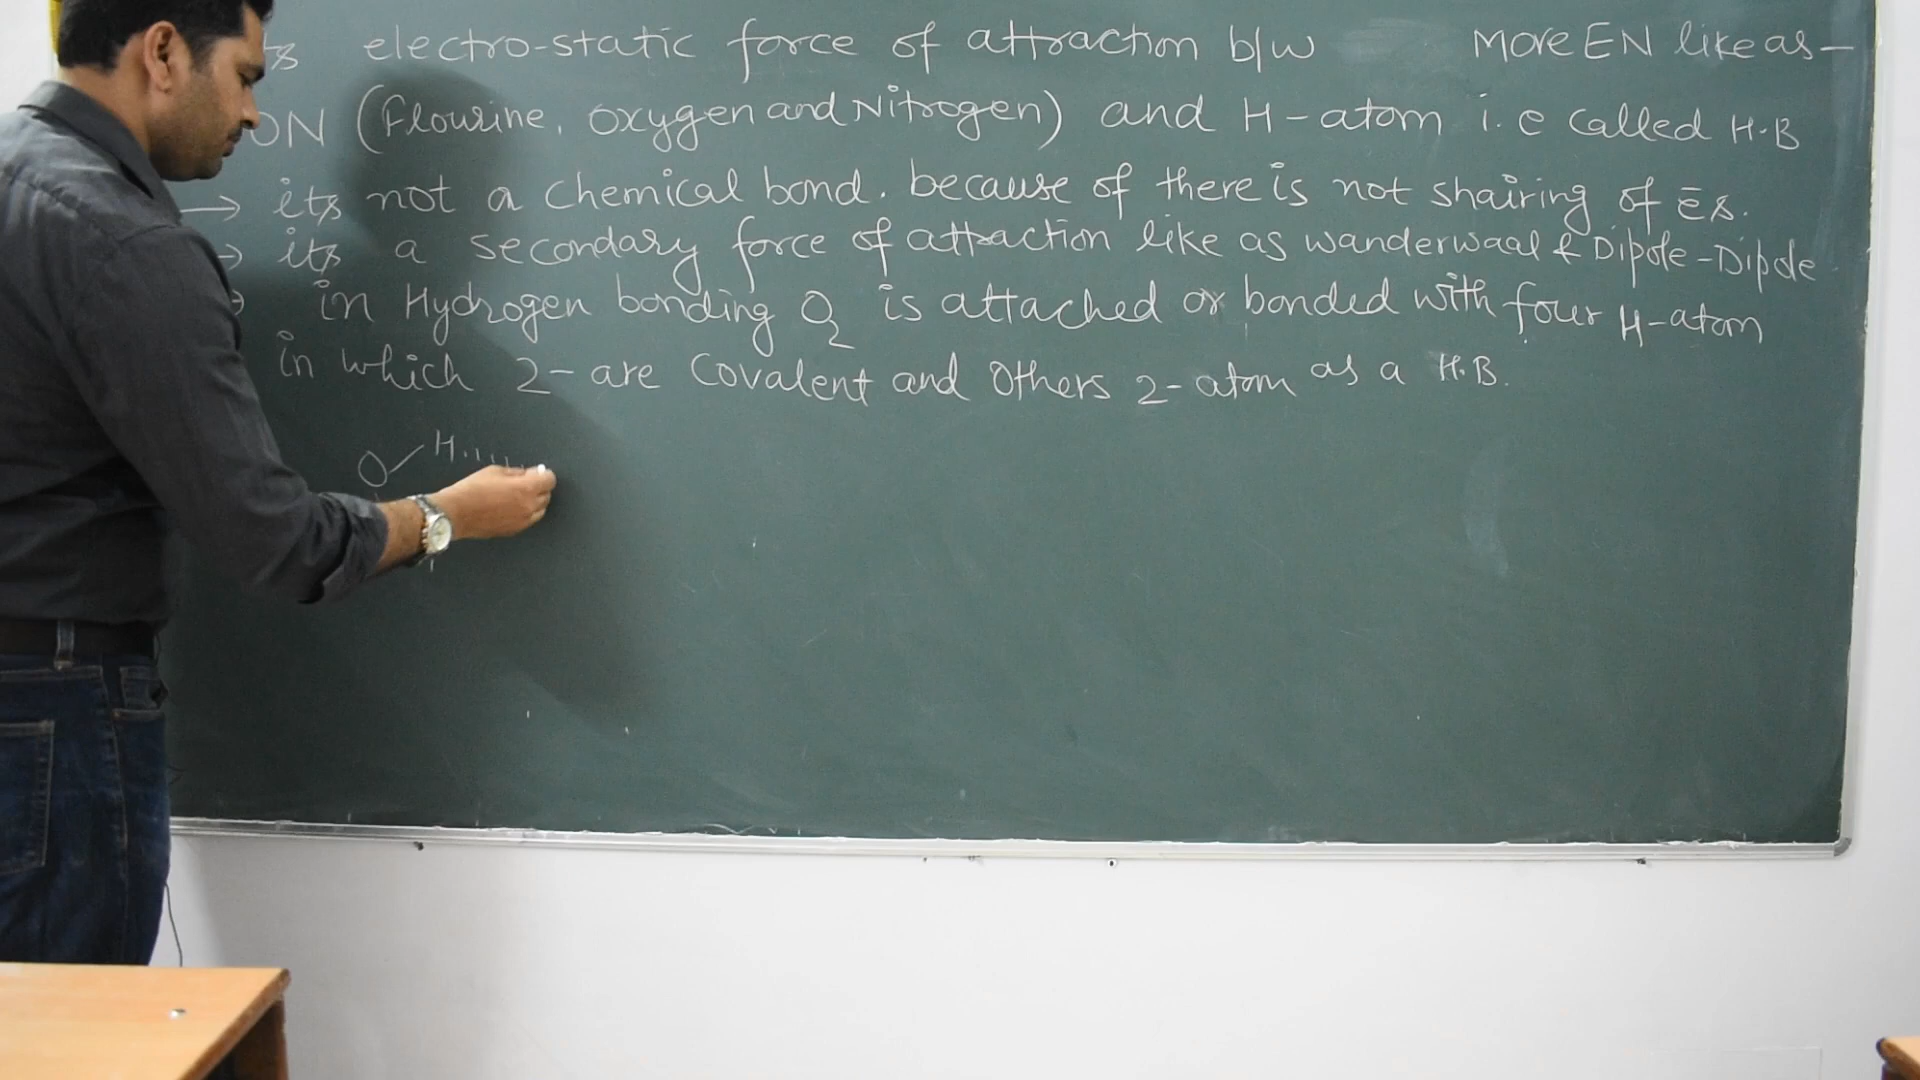 electro-static force of attraction b/w More EN like as –
ON (Flourine, oxygen and Nitrogen) and H-atom i.e called H.B
→ its not a chemical bond. because of there is not shairing of ēs.
→ its a secondary force of attraction like as wanderwaal & Dipole-Dipole
in Hydrogen bonding O2 is attached or bonded with four H-atom
in which 2- are Covalent and Others 2- atom as a H.B.
O H